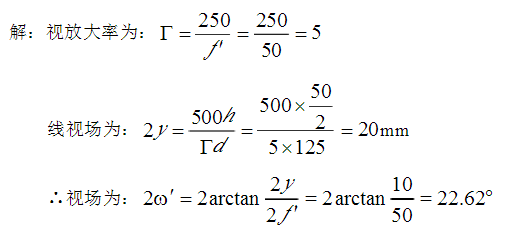 解：视放大率为：Γ = 250/f′ = 250/50 = 5
线视场为：2y = 500h/Γd = (500 × 50/2)/(5×125) = 20mm
∴视场为：2ω′ = 2arctan 2y/2f′ = 2arctan 10/50 = 22.62°